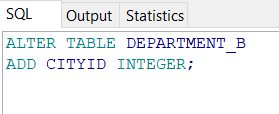 SQL Output Statistics
ALTER TABLE DEPARTMENT_B
ADD CITYID INTEGER;